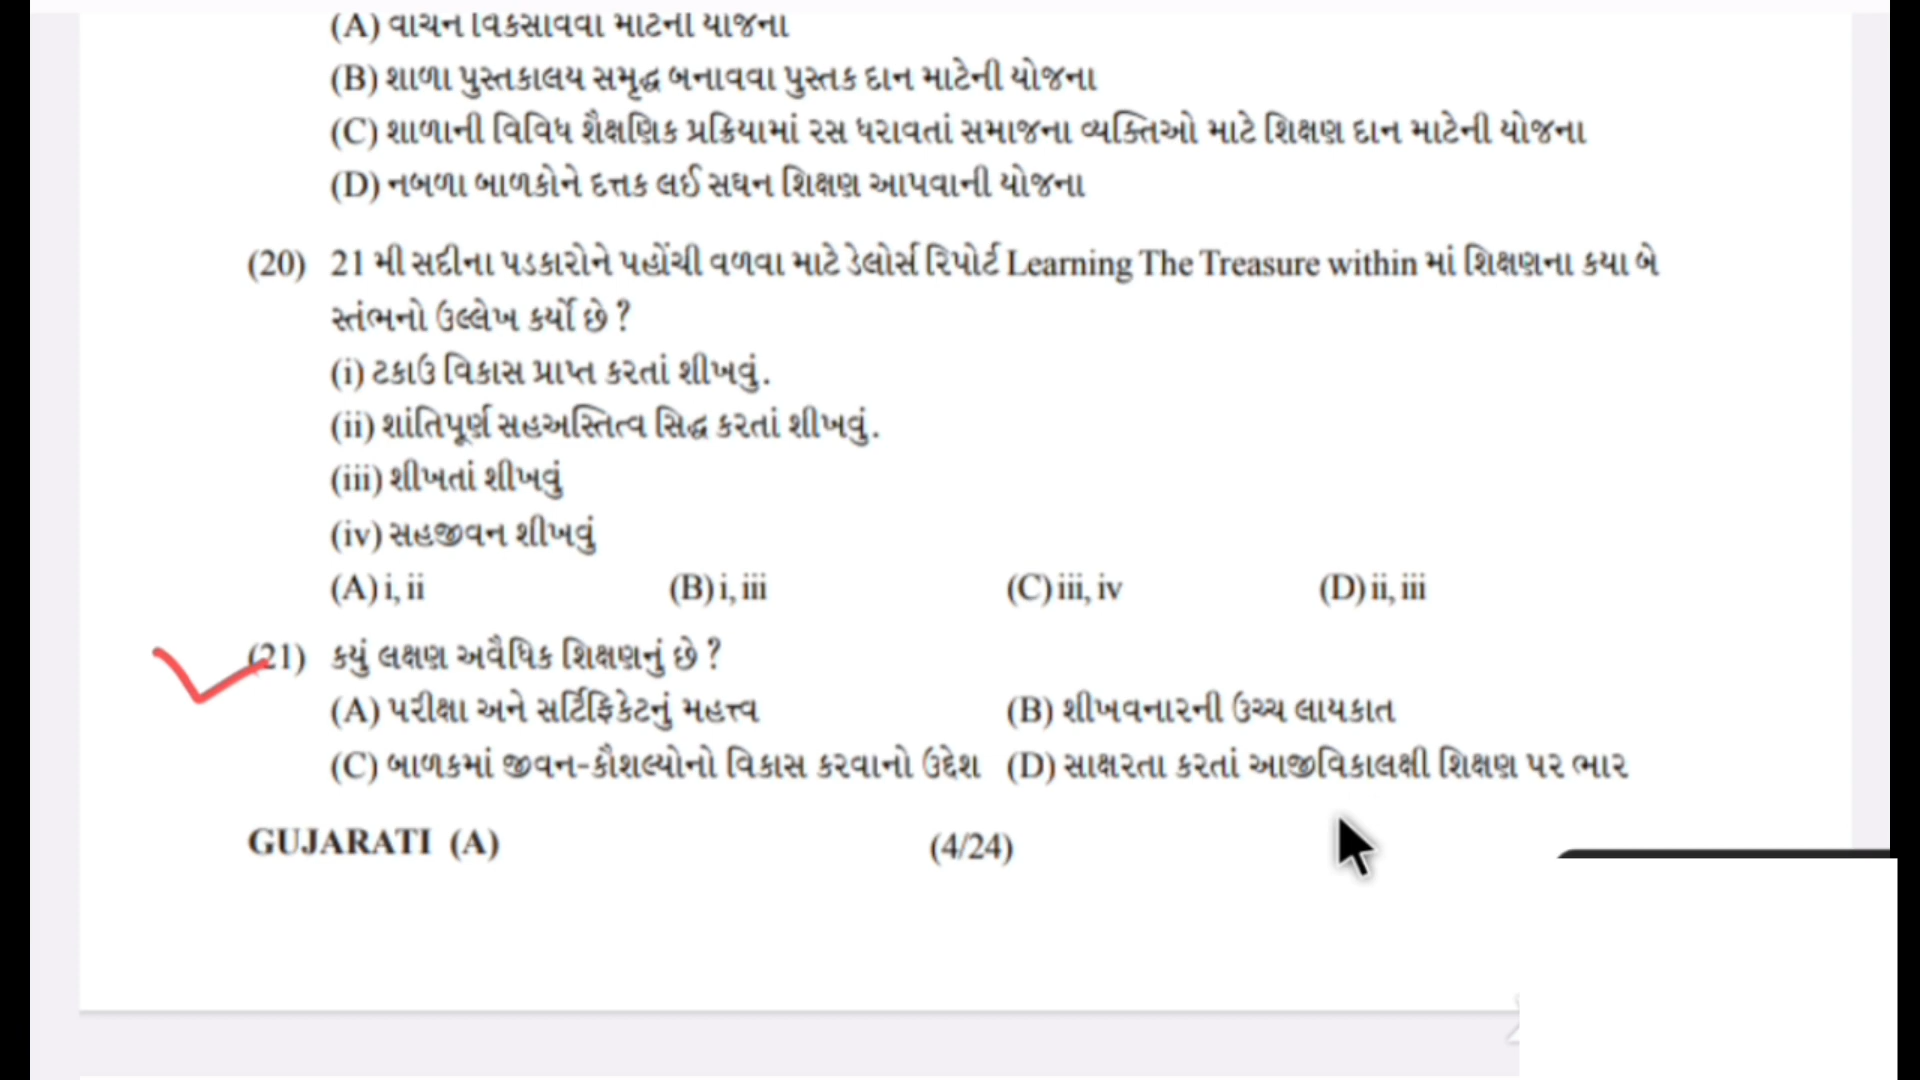 (A) વાચન વિકસાવવા માટેની યોજના
(B) શાળા પુસ્તકાલય સમૃદ્ધ બનાવવા પુસ્તક દાન માટેની યોજના
(C) શાળાની વિવિધ શૈક્ષણિક પ્રક્રિયામાં રસ ધરાવતાં સમાજના વ્યક્તિઓ માટે શિક્ષણ દાન માટેની યોજના
(D) નબળા બાળકોને દત્તક લઈ સઘન શિક્ષણ આપવાની યોજના
(20) 21 મી સદીના પડકારોને પહોંચી વળવા માટે ડેલોર્સ રિપોર્ટ Learning The Treasure within માં શિક્ષણના કયા બે
સ્તંભનો ઉલ્લેખ કર્યો છે ?
(i) ટકાઉ વિકાસ પ્રાપ્ત કરતાં શીખવું.
(ii) શાંતિપૂર્ણ સહઅસ્તિત્વ સિદ્ધ કરતાં શીખવું.
(iii) શીખતાં શીખવું
(iv) સહજીવન શીખવું
(A) i, ii (B) i, iii (C) iii, iv (D) ii, iii
(21) કયું લક્ષણ અવૈધિક શિક્ષણનું છે ?
(A) પરીક્ષા અને સર્ટિફિકેટનું મહત્ત્વ (B) શીખવનારની ઉચ્ચ લાયકાત
(C) બાળકમાં જીવન-કૌશલ્યોનો વિકાસ કરવાનો ઉદ્દેશ (D) સાક્ષરતા કરતાં આજીવિકાલક્ષી શિક્ષણ પર ભાર
GUJARATI (A) (4/24)